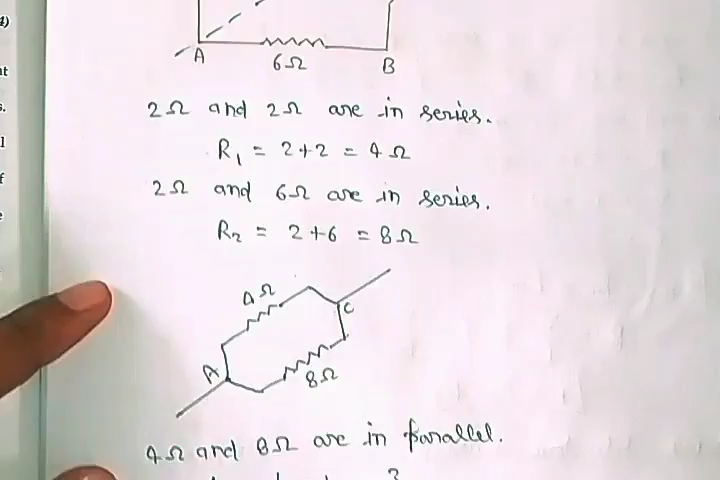 A 6Ω B
2Ω and 2Ω are in series.
R₁ = 2+2 = 4Ω
2Ω and 6Ω are in series.
R₂ = 2+6 = 8Ω
4Ω
C
A
8Ω
4Ω and 8Ω are in parallel.